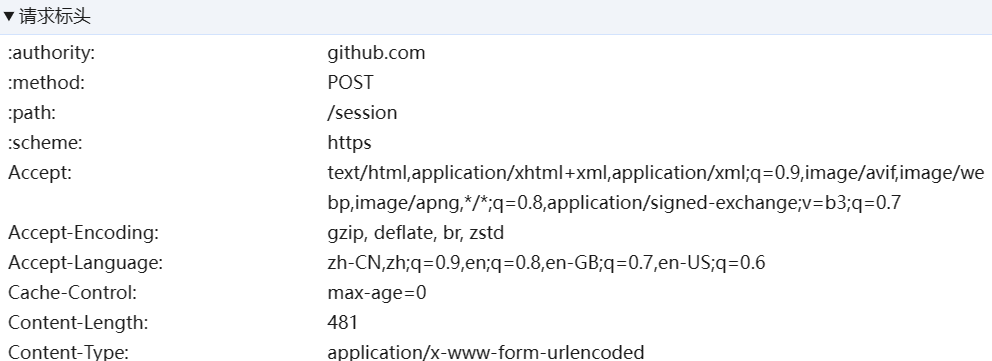 ▼请求标头
:authority: github.com
:method: POST
:path: /session
:scheme: https
Accept: text/html,application/xhtml+xml,application/xml;q=0.9,image/avif,image/we
bp,image/apng,*/*;q=0.8,application/signed-exchange;v=b3;q=0.7
Accept-Encoding: gzip, deflate, br, zstd
Accept-Language: zh-CN,zh;q=0.9,en;q=0.8,en-GB;q=0.7,en-US;q=0.6
Cache-Control: max-age=0
Content-Length: 481
Content-Type: application/x-www-form-urlencoded